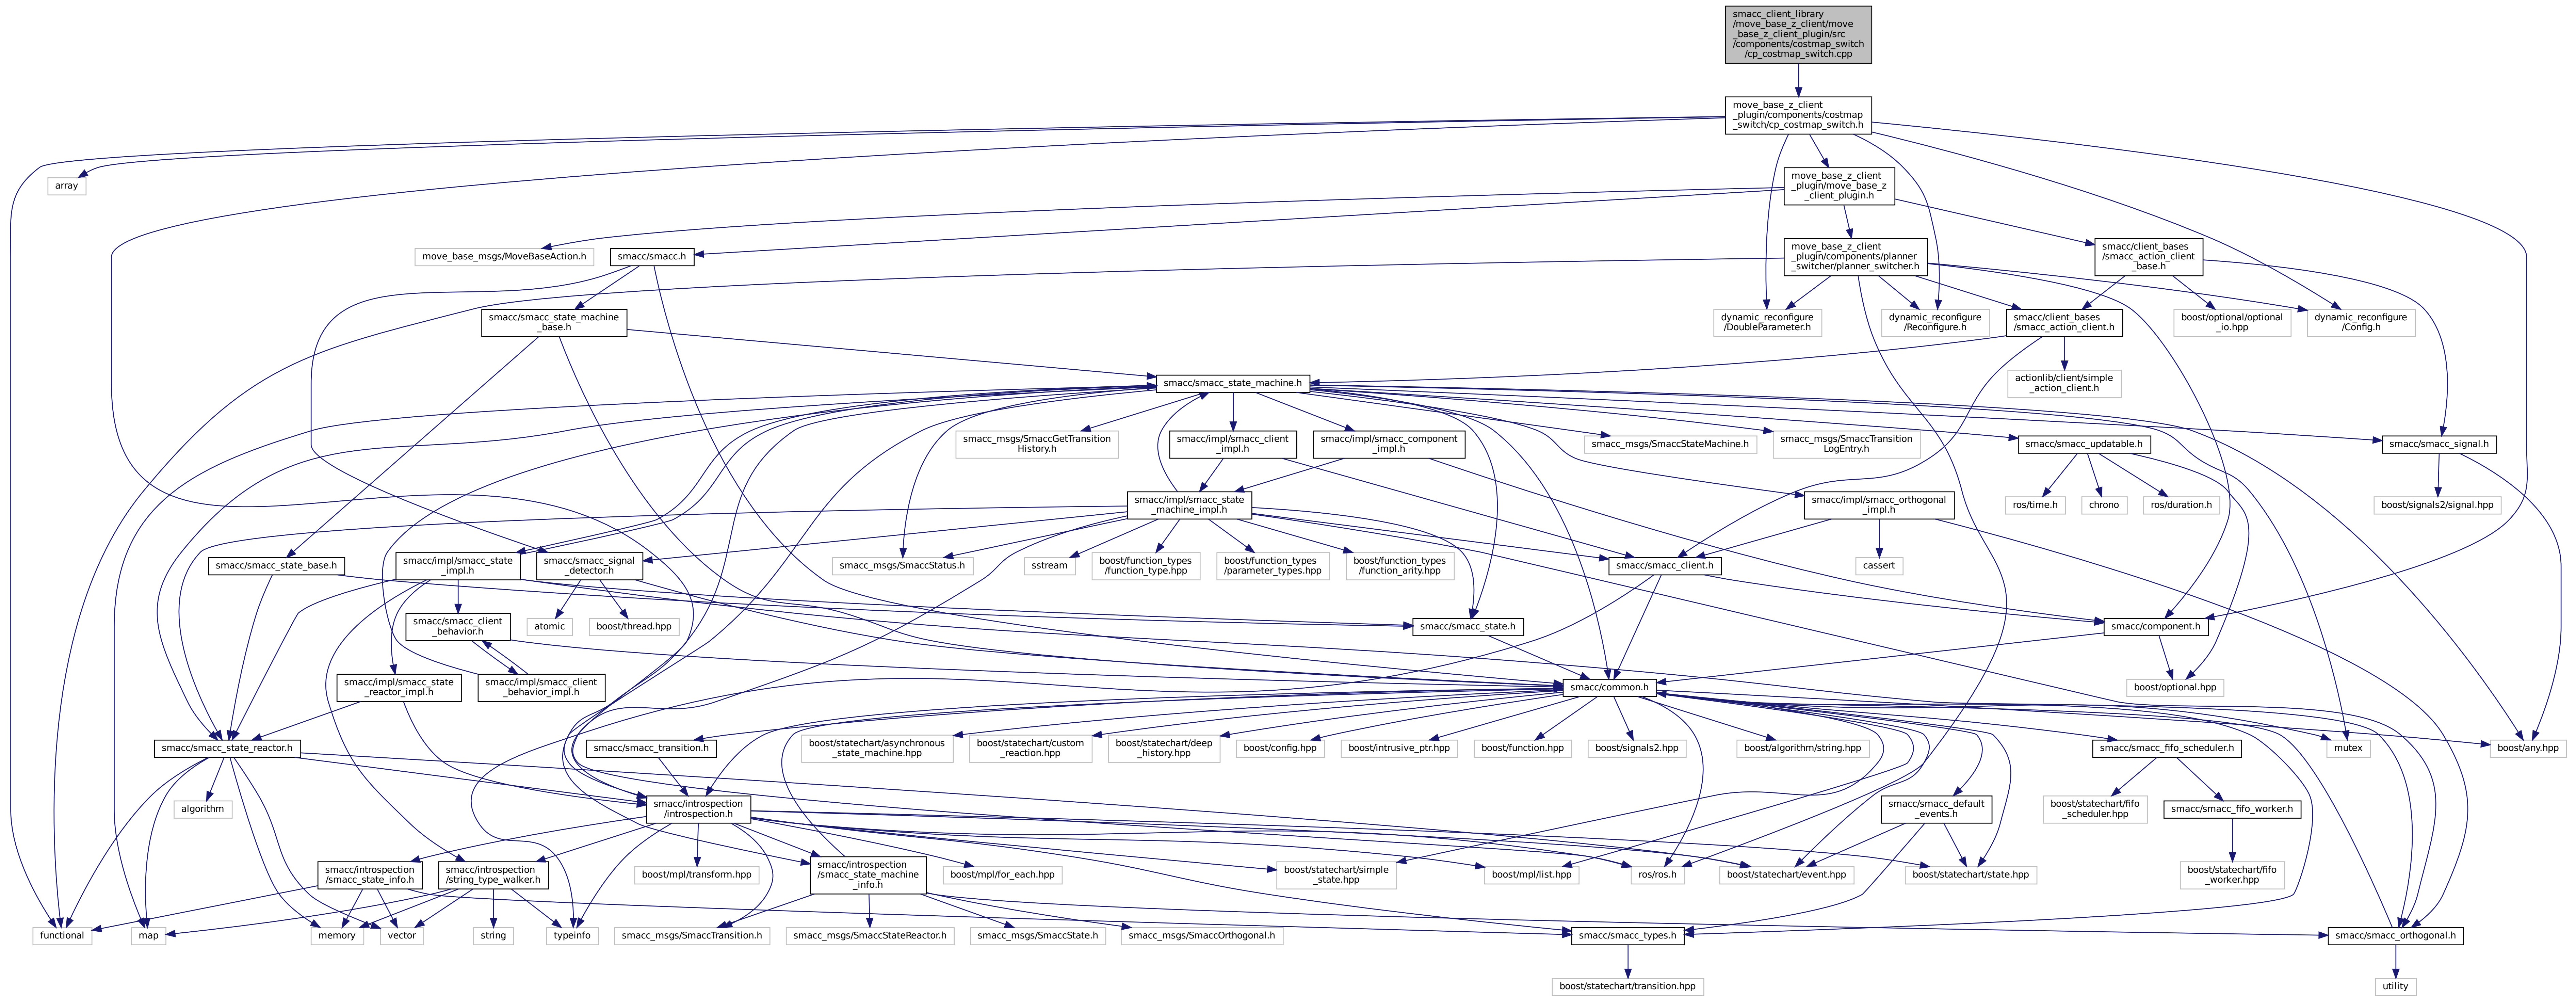 smacc_client_library
/move_base_z_client/move
_base_z_client_plugin/src
/components/costmap_switch
/cp_costmap_switch.cpp
move_base_z_client
_plugin/components/costmap
_switch/cp_costmap_switch.h
array
move_base_z_client
_plugin/move_base_z
_client_plugin.h
move_base_msgs/MoveBaseAction.h
smacc/smacc.h
move_base_z_client
_plugin/components/planner
_switcher/planner_switcher.h
smacc/client_bases
/smacc_action_client
_base.h
smacc/smacc_state_machine
_base.h
dynamic_reconfigure
/DoubleParameter.h
dynamic_reconfigure
/Reconfigure.h
smacc/client_bases
/smacc_action_client.h
boost/optional/optional
_io.hpp
dynamic_reconfigure
/Config.h
smacc/smacc_state_machine.h
actionlib/client/simple
_action_client.h
smacc_msgs/SmaccGetTransition
History.h
smacc/impl/smacc_client
_impl.h
smacc/impl/smacc_component
_impl.h
smacc_msgs/SmaccStateMachine.h
smacc_msgs/SmaccTransition
LogEntry.h
smacc/smacc_updatable.h
smacc/smacc_signal.h
smacc/impl/smacc_state
_machine_impl.h
smacc/impl/smacc_orthogonal
_impl.h
ros/time.h
chrono
ros/duration.h
boost/signals2/signal.hpp
smacc/smacc_state_base.h
smacc/impl/smacc_state
_impl.h
smacc/smacc_signal
_detector.h
smacc_msgs/SmaccStatus.h
sstream
boost/function_types
/function_type.hpp
boost/function_types
/parameter_types.hpp
boost/function_types
/function_arity.hpp
smacc/smacc_client.h
cassert
smacc/smacc_client
_behavior.h
atomic
boost/thread.hpp
smacc/smacc_state.h
smacc/component.h
smacc/impl/smacc_state
_reactor_impl.h
smacc/impl/smacc_client
_behavior_impl.h
smacc/common.h
boost/optional.hpp
smacc/smacc_state_reactor.h
smacc/smacc_transition.h
boost/statechart/asynchronous
_state_machine.hpp
boost/statechart/custom
_reaction.hpp
boost/statechart/deep
_history.hpp
boost/config.hpp
boost/intrusive_ptr.hpp
boost/function.hpp
boost/signals2.hpp
boost/algorithm/string.hpp
smacc/smacc_fifo_scheduler.h
mutex
boost/any.hpp
algorithm
smacc/introspection
/introspection.h
smacc/smacc_default
_events.h
boost/statechart/fifo
_scheduler.hpp
smacc/smacc_fifo_worker.h
smacc/introspection
/smacc_state_info.h
smacc/introspection
/string_type_walker.h
boost/mpl/transform.hpp
smacc/introspection
/smacc_state_machine
_info.h
boost/mpl/for_each.hpp
boost/statechart/simple
_state.hpp
boost/mpl/list.hpp
ros/ros.h
boost/statechart/event.hpp
boost/statechart/state.hpp
boost/statechart/fifo
_worker.hpp
functional
map
memory
vector
string
typeinfo
smacc_msgs/SmaccTransition.h
smacc_msgs/SmaccStateReactor.h
smacc_msgs/SmaccState.h
smacc_msgs/SmaccOrthogonal.h
smacc/smacc_types.h
smacc/smacc_orthogonal.h
boost/statechart/transition.hpp
utility